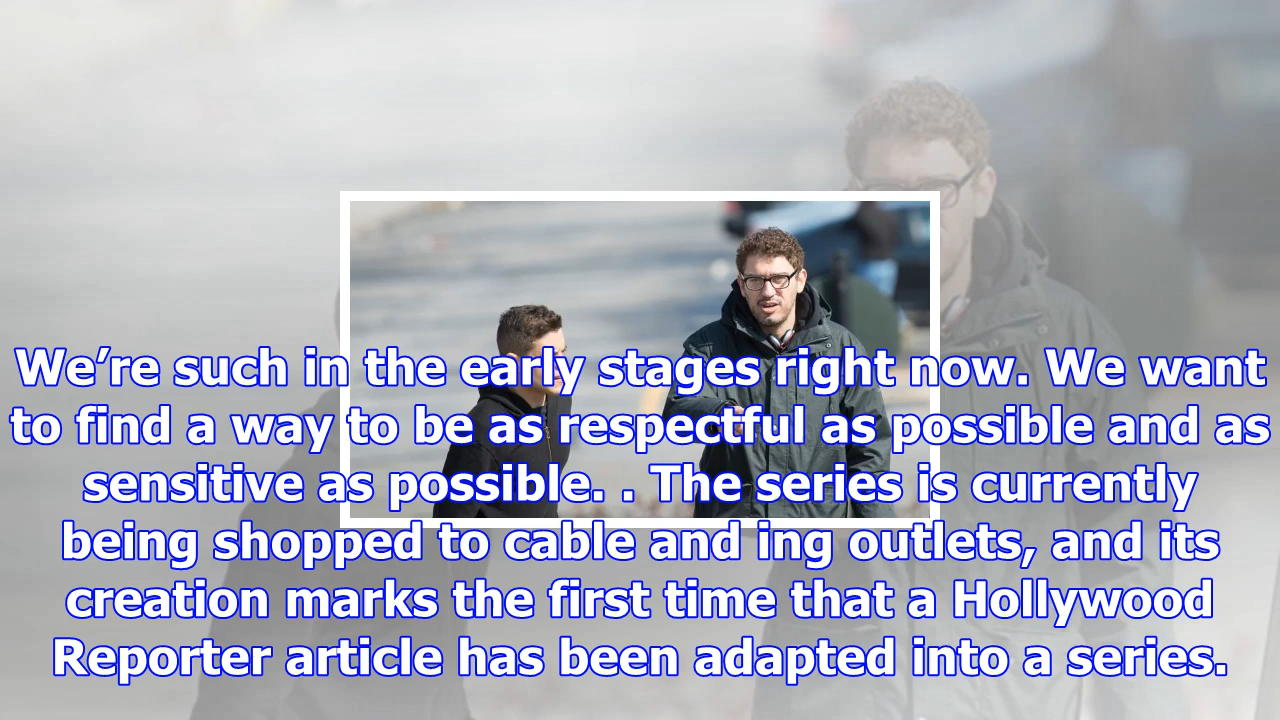 We’re such in the early stages right now. We want
to find a way to be as respectful as possible and as
sensitive as possible. . The series is currently
being shopped to cable and ing outlets, and its
creation marks the first time that a Hollywood
Reporter article has been adapted into a series.